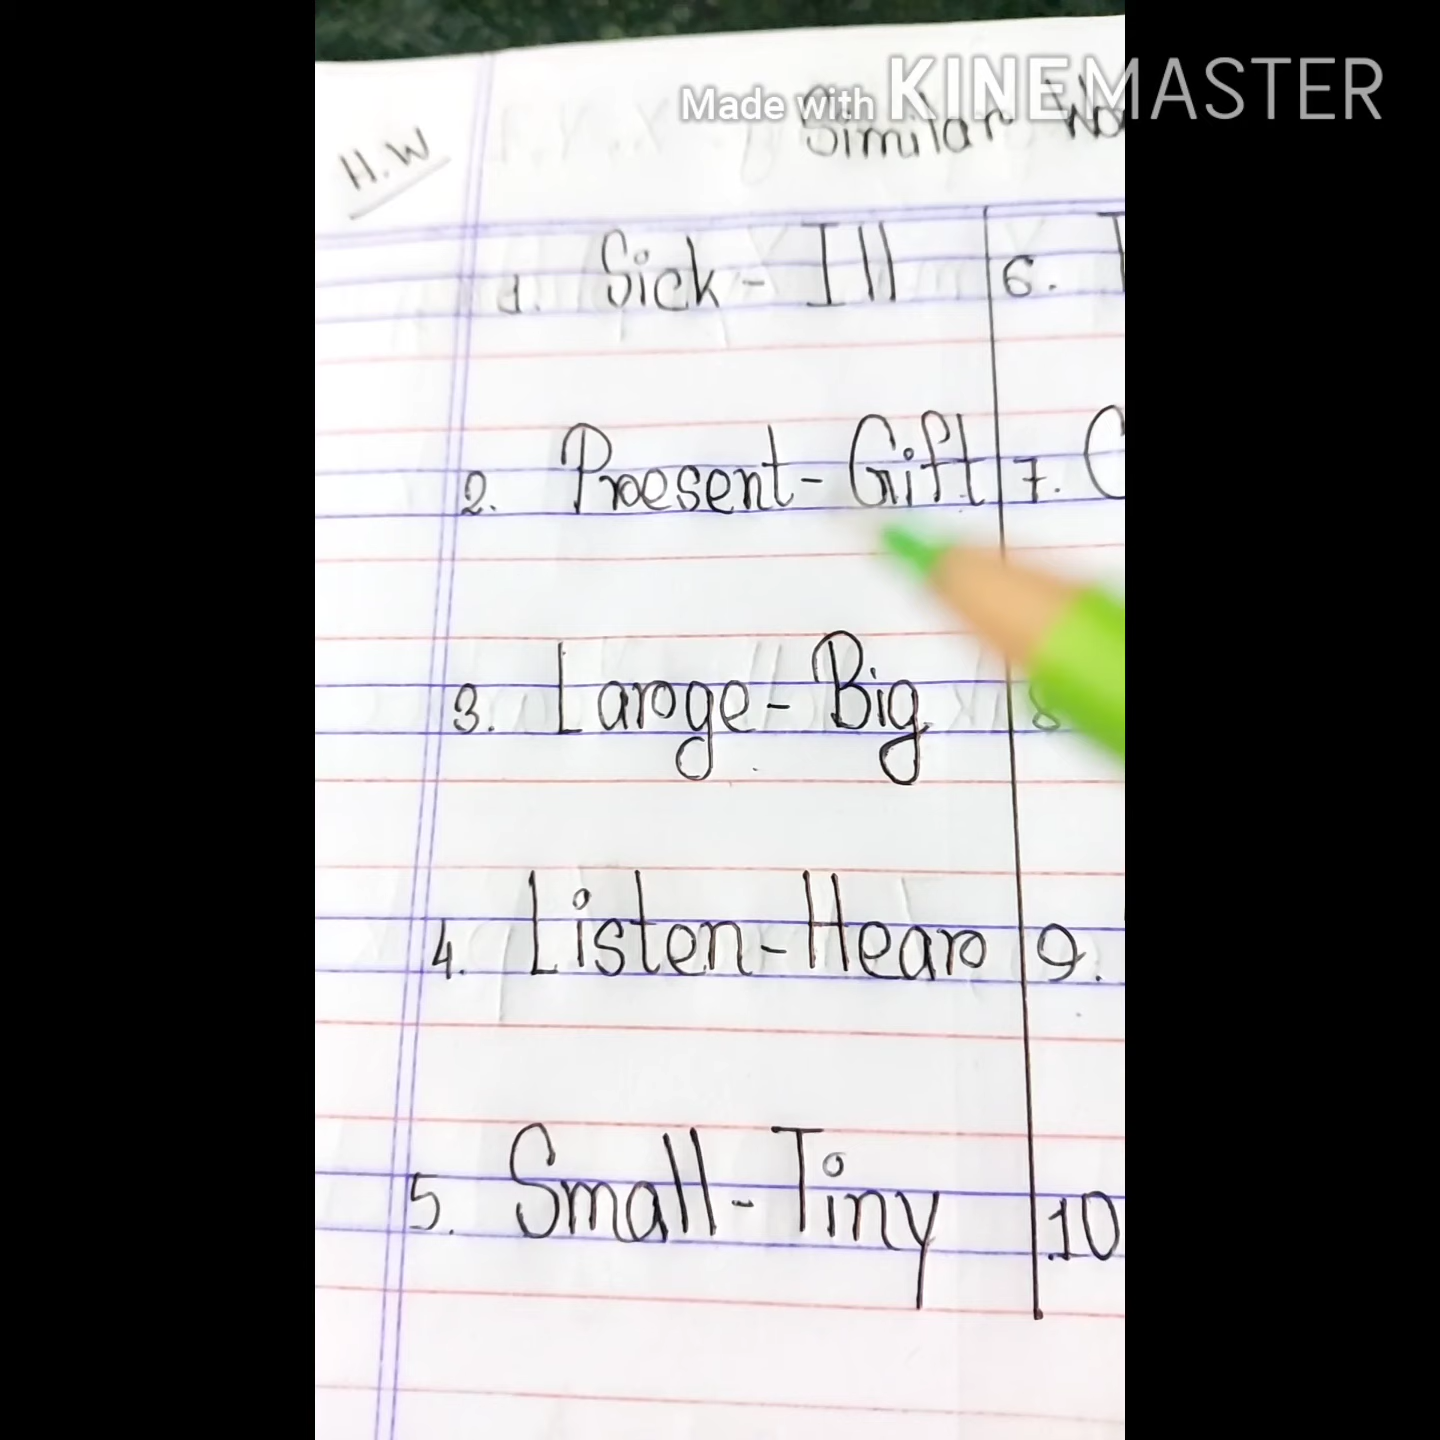 Made with KINEMASTER
H.W
Similar
1. Sick - Ill
6.
2. Present - Gift
7.
3. Large - Big
8
4. Listen - Hear
9.
5. Small - Tiny
10